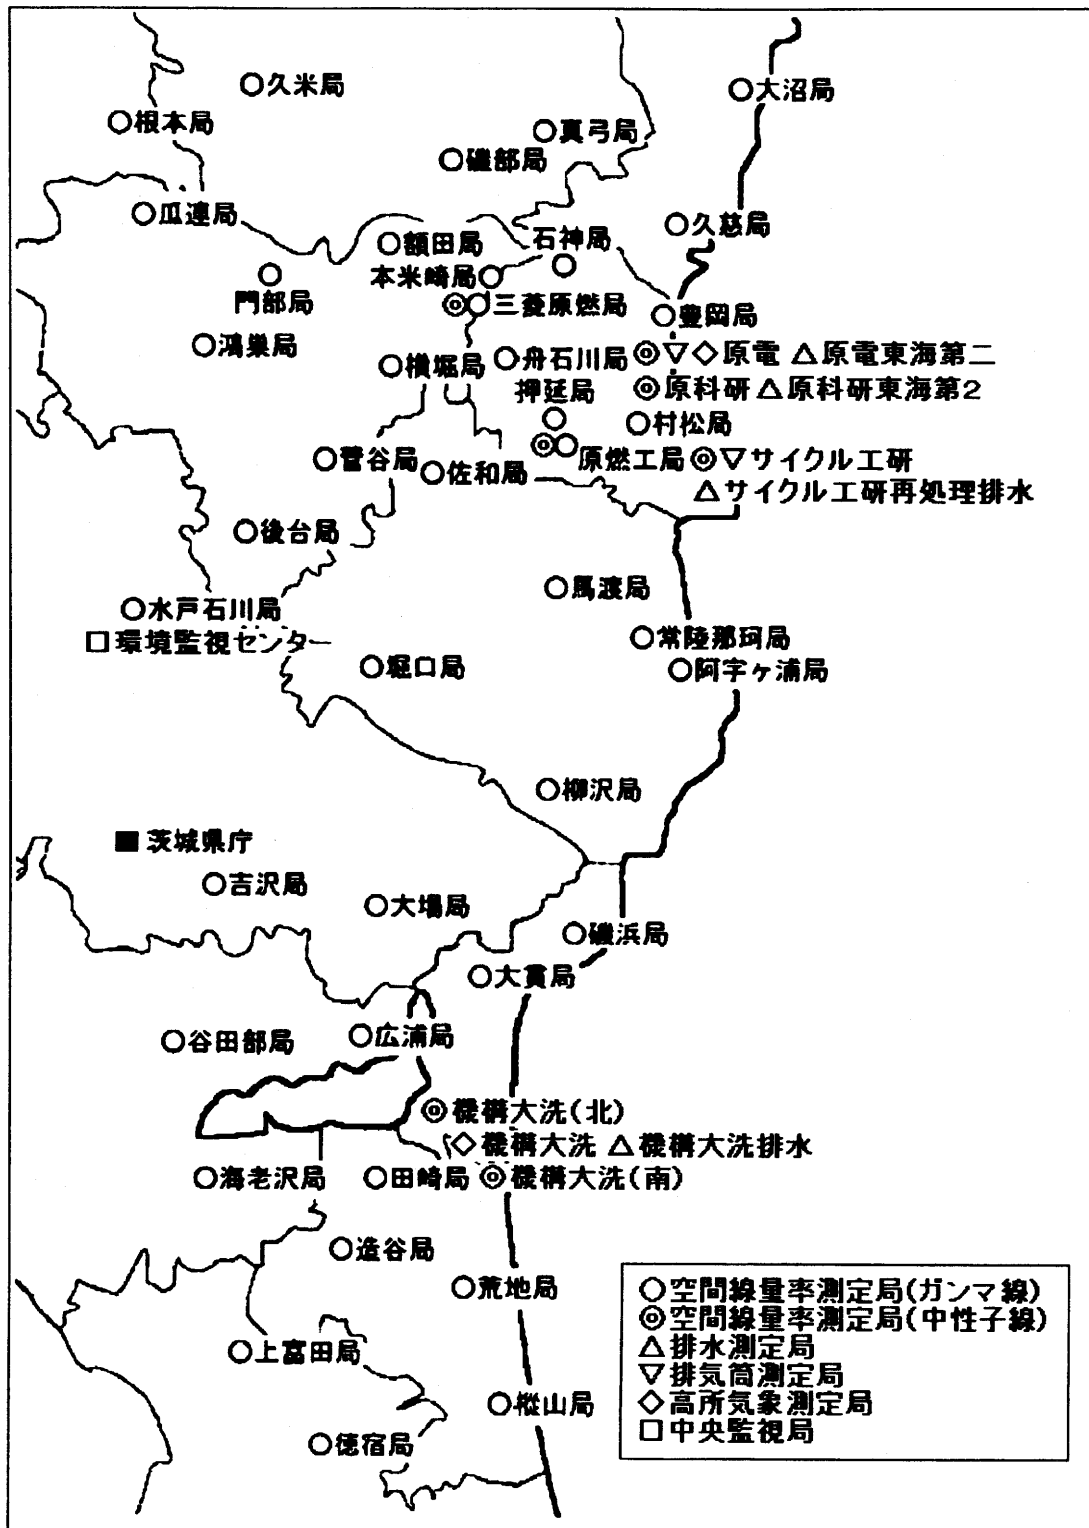 ○久米局
○大沼局
○根本局
○真弓局
○磯部局
○瓜連局
○久慈局
○額田局
石神局
○
本米崎局○
○
門部局
◎○三菱原燃局
○豊岡局
○鴻巣局
○横堀局
○舟石川局
◎▽◇原電 △原電東海第二
◎原科研△原科研東海第2
押延局
○
○村松局
◎○原燃工局
◎▽サイクル工研
△サイクル工研再処理排水
○菅谷局
○佐和局
○後台局
○馬渡局
○水戸石川局
□環境監視センター
○常陸那珂局
○堀口局
○阿字ヶ浦局
○柳沢局
■ 茨城県庁
○吉沢局
○大場局
○磯浜局
○大貫局
○谷田部局
○広浦局
◎機構大洗(北)
◇機構大洗 △機構大洗排水
○海老沢局
○田崎局
◎機構大洗(南)
○造谷局
○荒地局
○上富田局
○樅山局
○徳宿局
○空間線量率測定局(ガンマ線)
◎空間線量率測定局(中性子線)
△排水測定局
▽排気筒測定局
◇高所気象測定局
□中央監視局